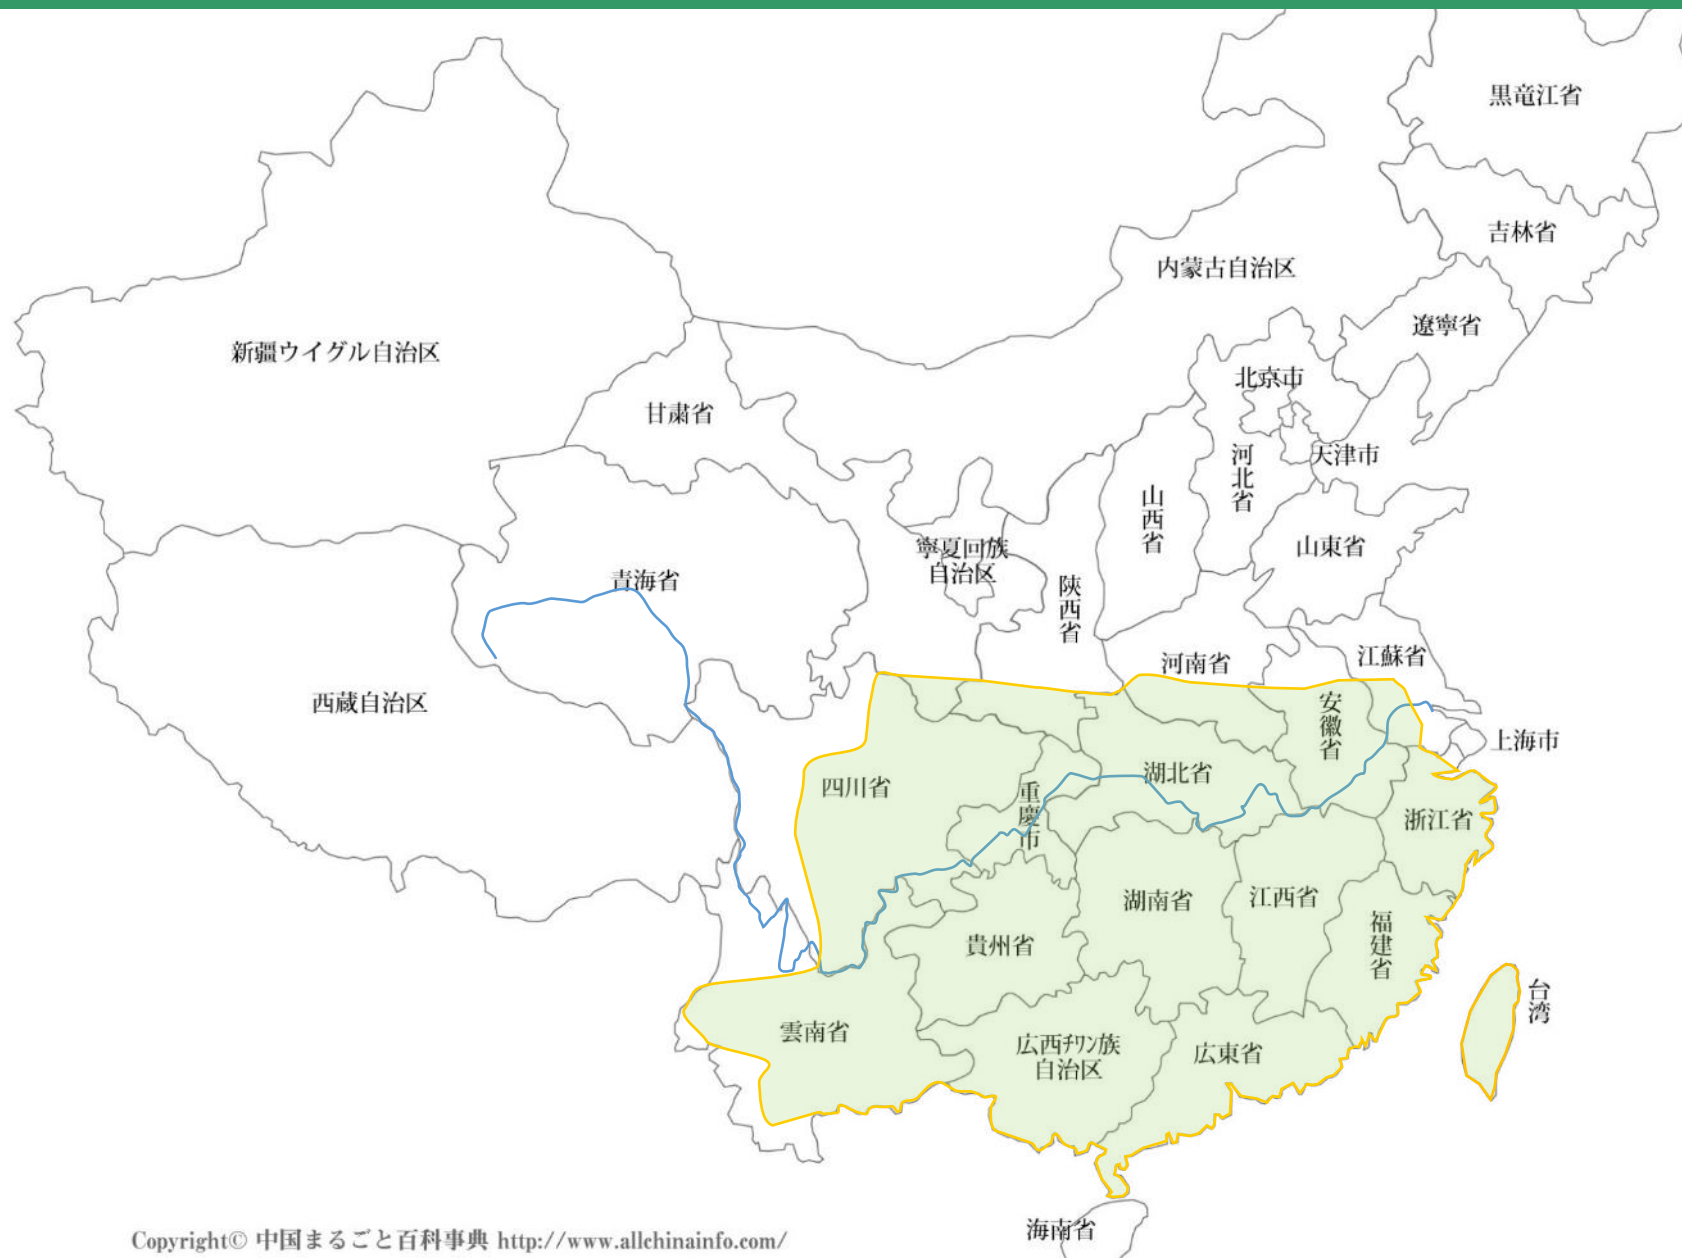 黒竜江省
吉林省
内蒙古自治区
遼寧省
新疆ウイグル自治区
北京市
甘粛省
天津市
河北省
山西省
山東省
寧夏回族
自治区
青海省
陝西省
河南省
江蘇省
西蔵自治区
安徽省
上海市
四川省
重慶市
湖北省
浙江省
湖南省
江西省
貴州省
福建省
台湾
雲南省
広西チワン族
自治区
広東省
海南省
Copyright© 中国まるごと百科事典 http://www.allchinainfo.com/